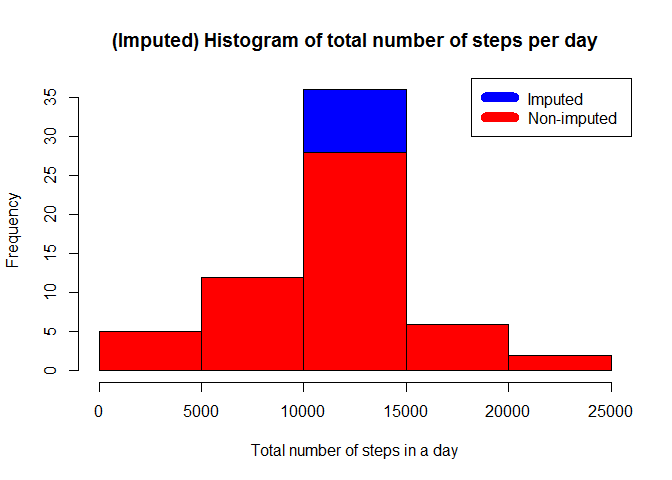 (Imputed) Histogram of total number of steps per day
Imputed
Non-imputed
Frequency
35
30
25
20
15
10
5
0
0 5000 10000 15000 20000 25000
Total number of steps in a day